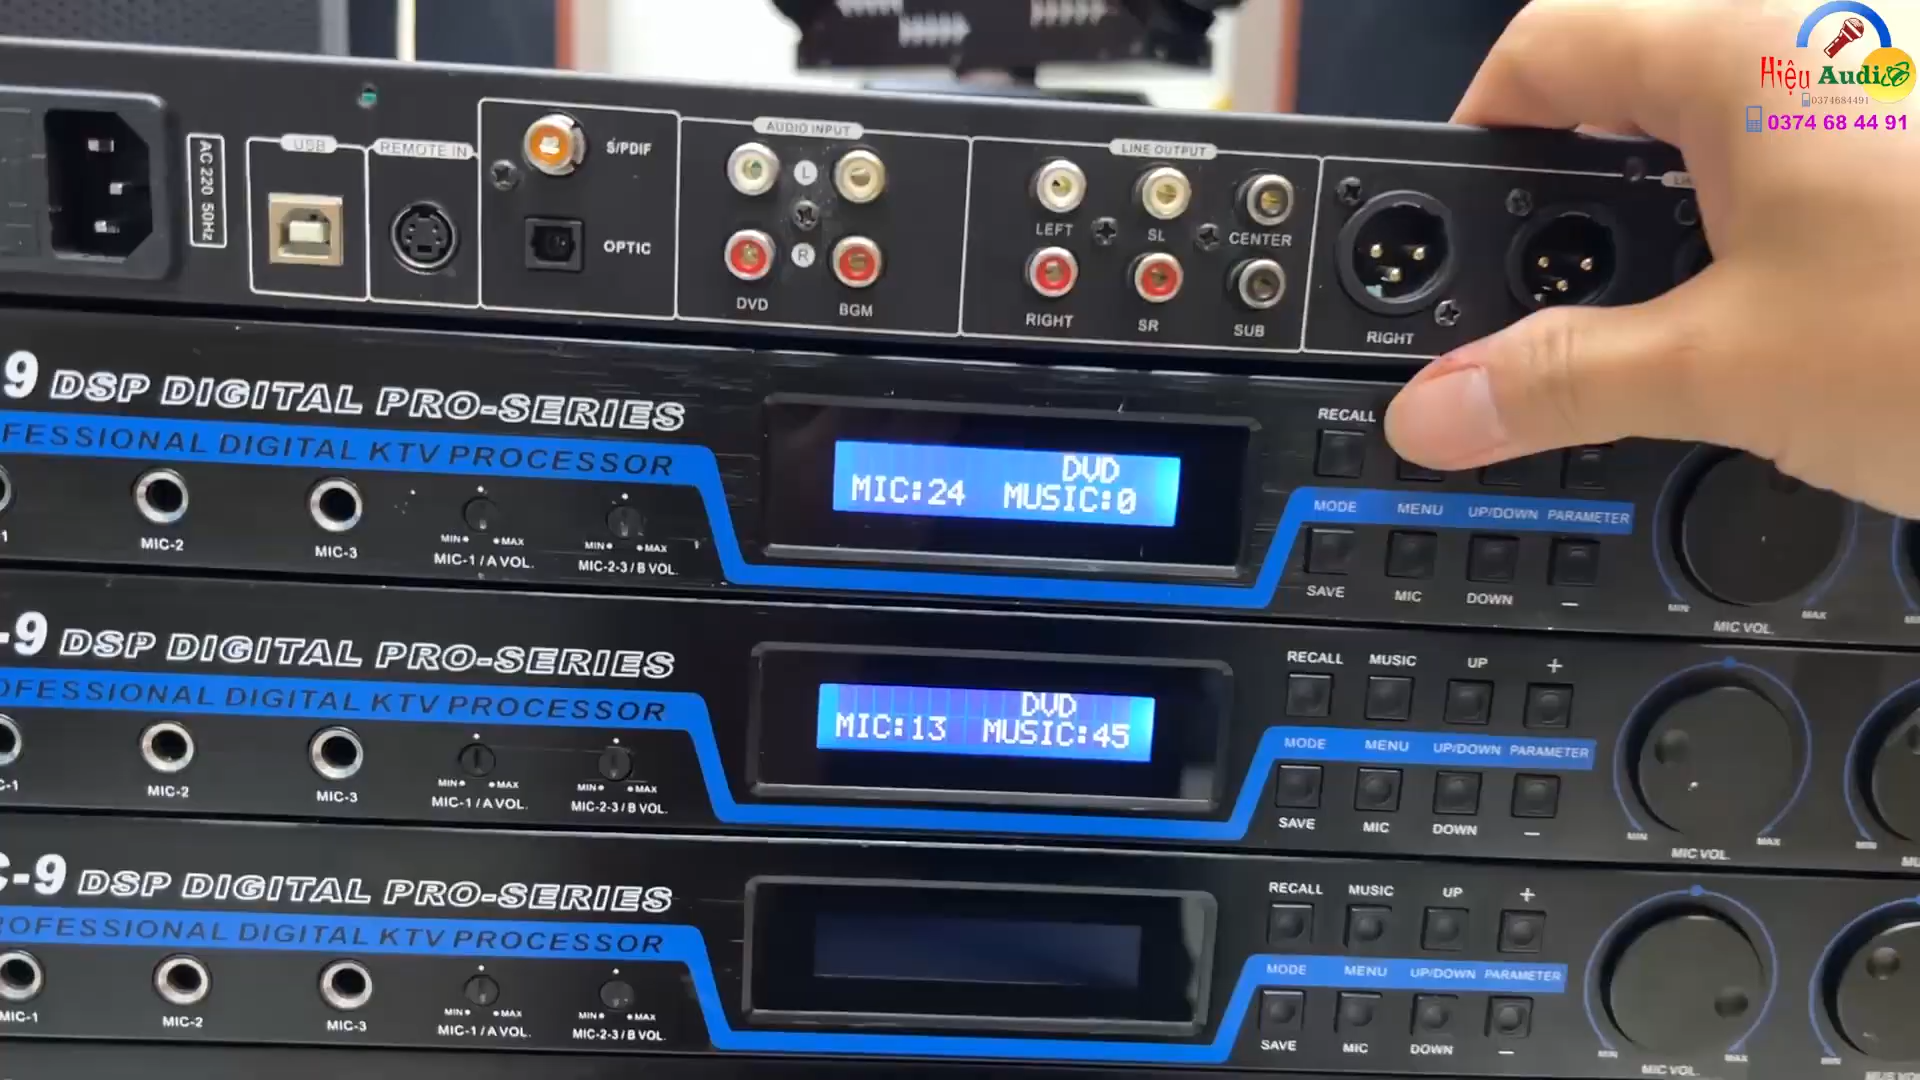 Hiệu Audio
0374684491
0374 68 44 91
AC 220 50Hz
USB
REMOTE IN
S/PDIF
OPTIC
AUDIO INPUT
L
R
DVD
BGM
LINE OUTPUT
LEFT
SL
CENTER
RIGHT
SR
SUB
RIGHT
9 DSP DIGITAL PRO-SERIES
FESSIONAL DIGITAL KTV PROCESSOR
1
MIC-2
MIC-3
MIN MAX
MIC-1 / A VOL.
MIN MAX
MIC-2-3 / B VOL.
DVD
MIC:24 MUSIC:0
RECALL
MODE MENU UP/DOWN PARAMETER
SAVE MIC DOWN –
MIN MAX
MIC VOL.
-9 DSP DIGITAL PRO-SERIES
OFESSIONAL DIGITAL KTV PROCESSOR
-1
MIC-2
MIC-3
MIN MAX
MIC-1 / A VOL.
MIN MAX
MIC-2-3 / B VOL.
DVD
MIC:13 MUSIC:45
RECALL MUSIC UP +
MODE MENU UP/DOWN PARAMETER
SAVE MIC DOWN –
MIN MAX
MIC VOL.
MIN
C-9 DSP DIGITAL PRO-SERIES
ROFESSIONAL DIGITAL KTV PROCESSOR
MIC-1
MIC-2
MIC-3
MIN MAX
MIC-1 / A VOL.
MIN MAX
MIC-2-3 / B VOL.
RECALL MUSIC UP +
MODE MENU UP/DOWN PARAMETER
SAVE MIC DOWN –
MIN MAX
MIC VOL.
MIN